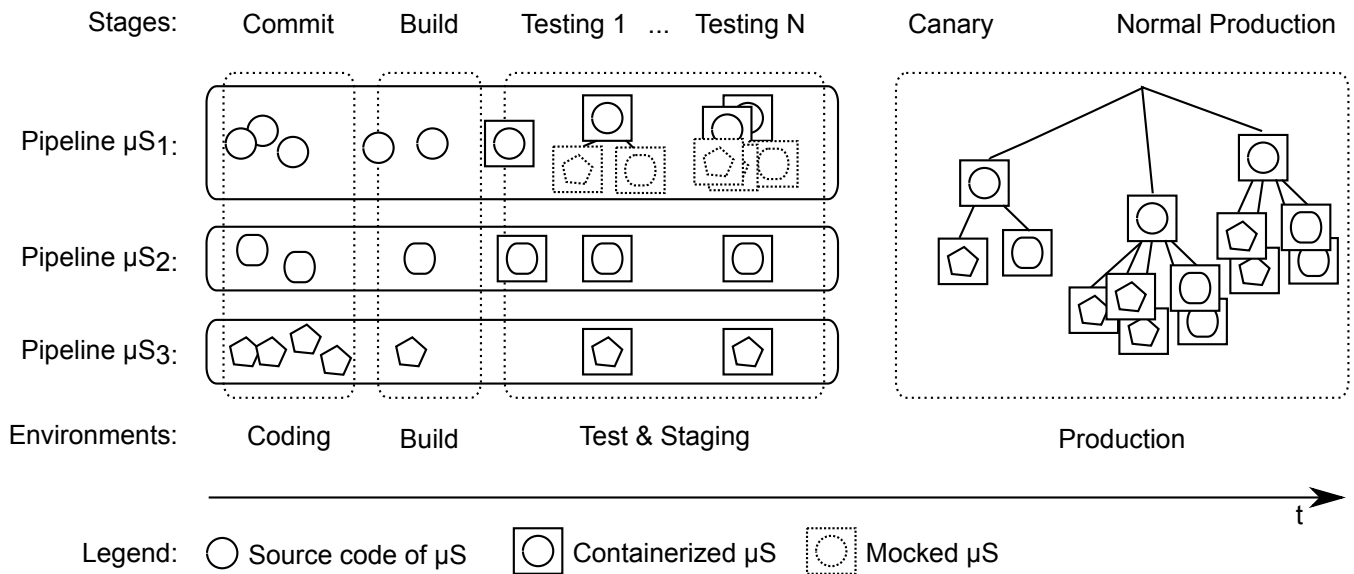 Stages: Commit Build Testing 1 ... Testing N Canary Normal Production
Pipeline µS1:
Pipeline µS2:
Pipeline µS3:
Environments: Coding Build Test & Staging Production
t
Legend: Source code of µS Containerized µS Mocked µS